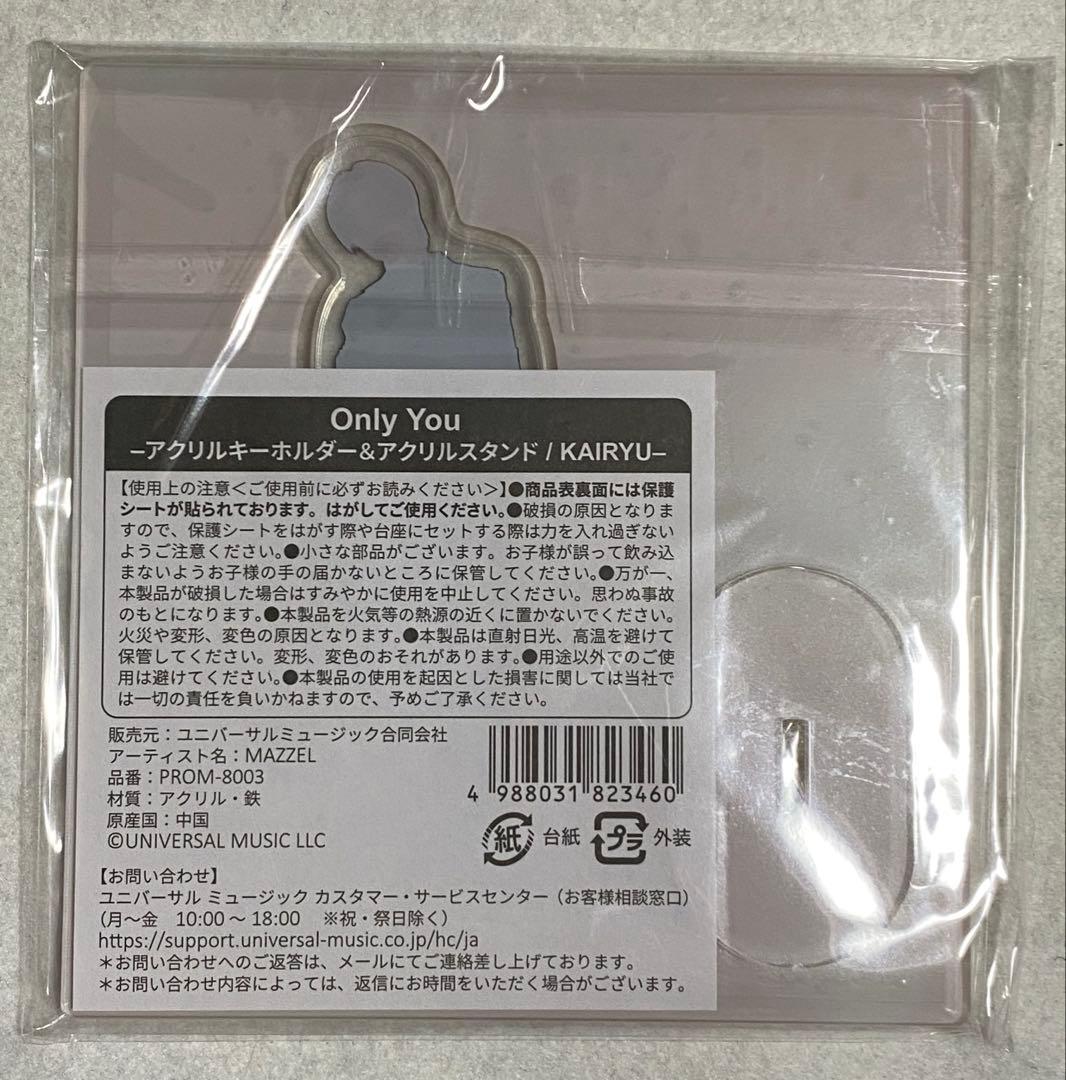 Only You
–アクリルキーホルダー&アクリルスタンド / KAIRYU–
【使用上の注意＜ご使用前に必ずお読みください＞】●商品表裏面には保護
シートが貼られております。はがしてご使用ください。●破損の原因となりま
すので、保護シートをはがす際や台座にセットする際は力を入れ過ぎない
ようご注意ください。●小さな部品がございます。お子様が誤って飲み込
まないようお子様の手の届かないところに保管してください。●万が一、
本製品が破損した場合はすみやかに使用を中止してください。思わぬ事故
のもとになります。●本製品を火気等の熱源の近くに置かないでください。
火災や変形、変色の原因となります。●本製品は直射日光、高温を避けて
保管してください。変形、変色のおそれがあります。●用途以外でのご使
用は避けてください。●本製品の使用を起因とした損害に関しては当社で
は一切の責任を負いかねますので、予めご了承ください。
販売元：ユニバーサルミュージック合同会社
アーティスト名：MAZZEL
品番：PROM-8003
材質：アクリル・鉄
原産国：中国
©UNIVERSAL MUSIC LLC
4 988031 823460
紙 台紙 プラ 外装
【お問い合わせ】
ユニバーサル ミュージック カスタマー・サービスセンター（お客様相談窓口）
（月〜金　10:00 〜 18:00　※祝・祭日除く）
https://support.universal-music.co.jp/hc/ja
＊お問い合わせへのご返答は、メールにてご連絡差し上げております。
＊お問い合わせ内容によっては、返信にお時間をいただく場合がございます。